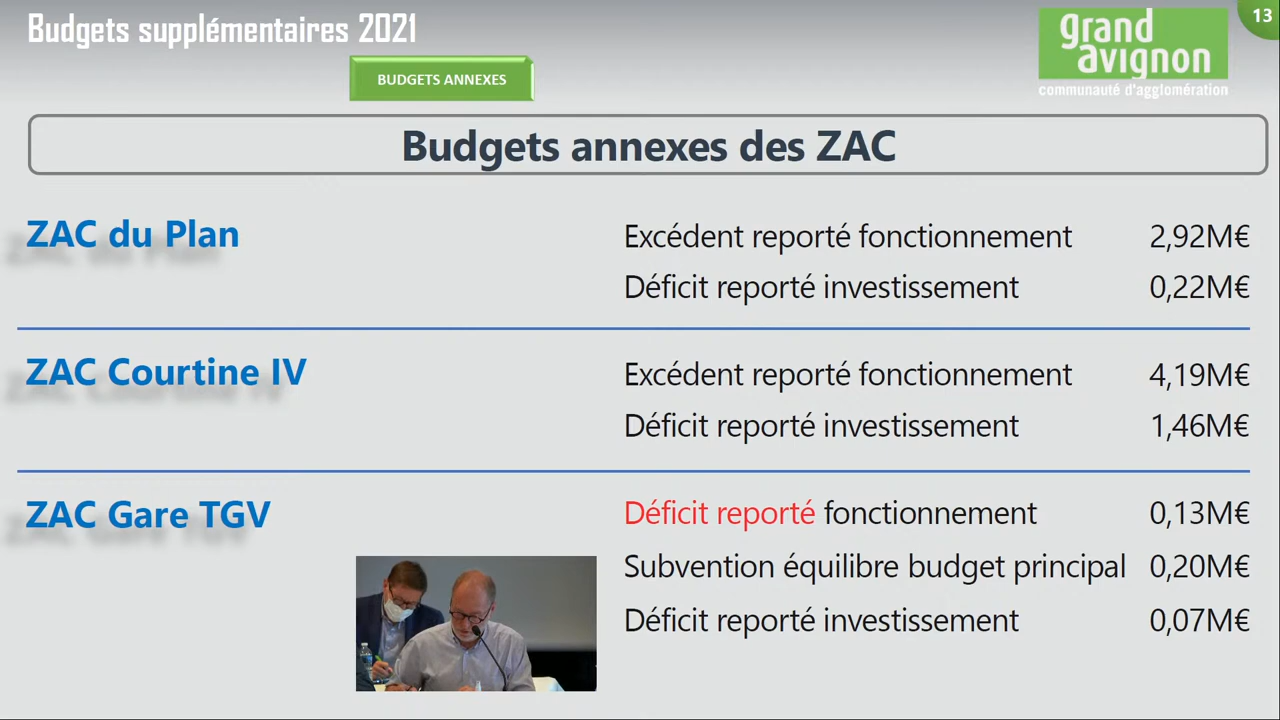 Budgets supplémentaires 2021
13
BUDGETS ANNEXES
grand
avignon
communauté d'agglomération
Budgets annexes des ZAC
ZAC du Plan
Excédent reporté fonctionnement 2,92M€
Déficit reporté investissement 0,22M€
ZAC Courtine IV
Excédent reporté fonctionnement 4,19M€
Déficit reporté investissement 1,46M€
ZAC Gare TGV
Déficit reporté fonctionnement 0,13M€
Subvention équilibre budget principal 0,20M€
Déficit reporté investissement 0,07M€